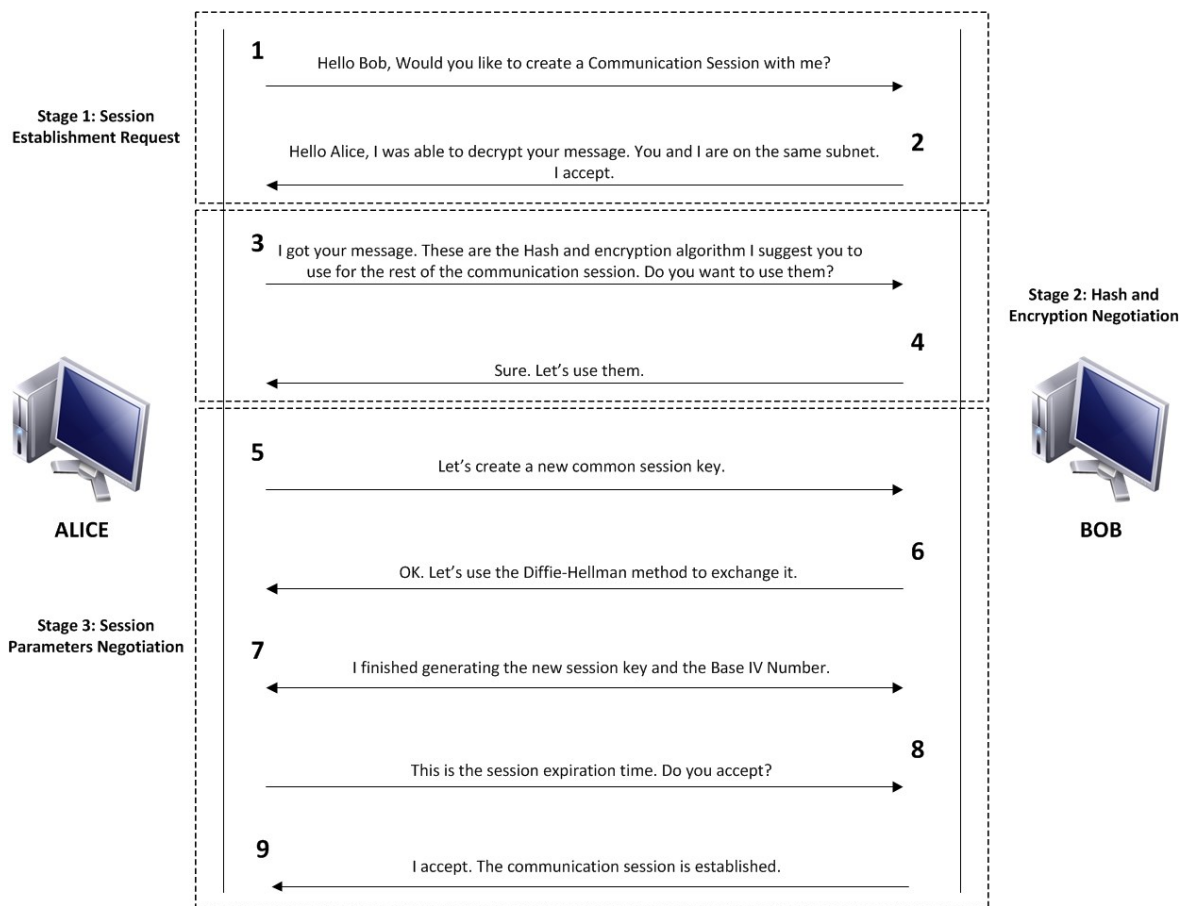 1
Hello Bob, Would you like to create a Communication Session with me?
Stage 1: Session
Establishment Request
2
Hello Alice, I was able to decrypt your message. You and I are on the same subnet.
I accept.
3
I got your message. These are the Hash and encryption algorithm I suggest you to
use for the rest of the communication session. Do you want to use them?
Stage 2: Hash and
Encryption Negotiation
4
Sure. Let's use them.
5
Let's create a new common session key.
ALICE
BOB
6
OK. Let's use the Diffie-Hellman method to exchange it.
Stage 3: Session
Parameters Negotiation
7
I finished generating the new session key and the Base IV Number.
8
This is the session expiration time. Do you accept?
9
I accept. The communication session is established.